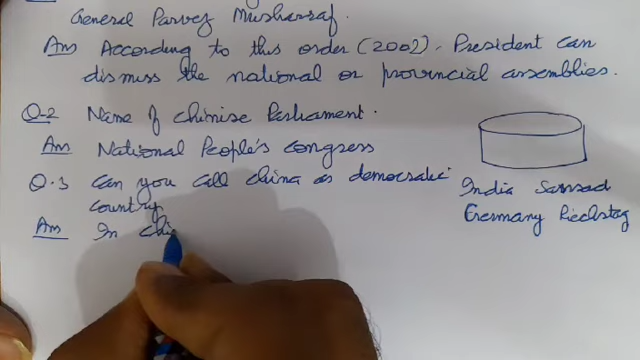 General Parvez Musharraf.
Ans According to this order (2002). President can
dismiss the national or provincial assemblies.
Q-2 Name of chinise Parliament.
Ans National People's congress
Q.3 Can you call china as democratic
country
Ans In Chi
India Sansad
Germany Riechstag